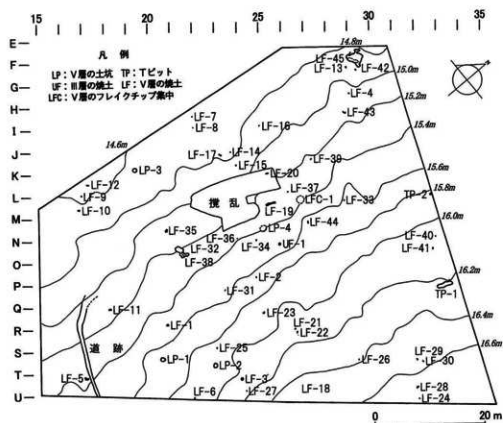 15 20 25 30
E
F
G
H
I
J
K
L
M
N
O
P
Q
R
S
T
U
凡 例
LP：Ⅴ層の土坑 TP：Tピット
UF：Ⅲ層の焼土 LF：Ⅴ層の焼土
LFC：Ⅴ層のフレイクチップ集中
14.8m
LF-45
LF-13
LF-42
15.0m
LF-4
15.2m
LF-7
LF-43
LF-8
LF-16
15.4m
14.6m
LF-17
LF-14
LF-39
LF-15
15.6m
LP-3
LF-20
LF-12
LF-37
15.8m
LF-9
攪乱
LFC-1
LF-33
TP-2
LF-10
LF-19
16.0m
LF-35
LF-36
LP-4
LF-44
LF-40
LF-32
LF-34
UF-1
LF-41
LF-38
16.2m
LF-2
LF-31
TP-1
LF-11
LF-23
16.4m
LF-1
LF-21
LF-22
道 跡
LF-25
16.6m
LP-1
LP-2
LF-26
LF-29
LF-30
LF-5
LF-3
LF-6
LF-27
LF-18
LF-28
LF-24
0 20m